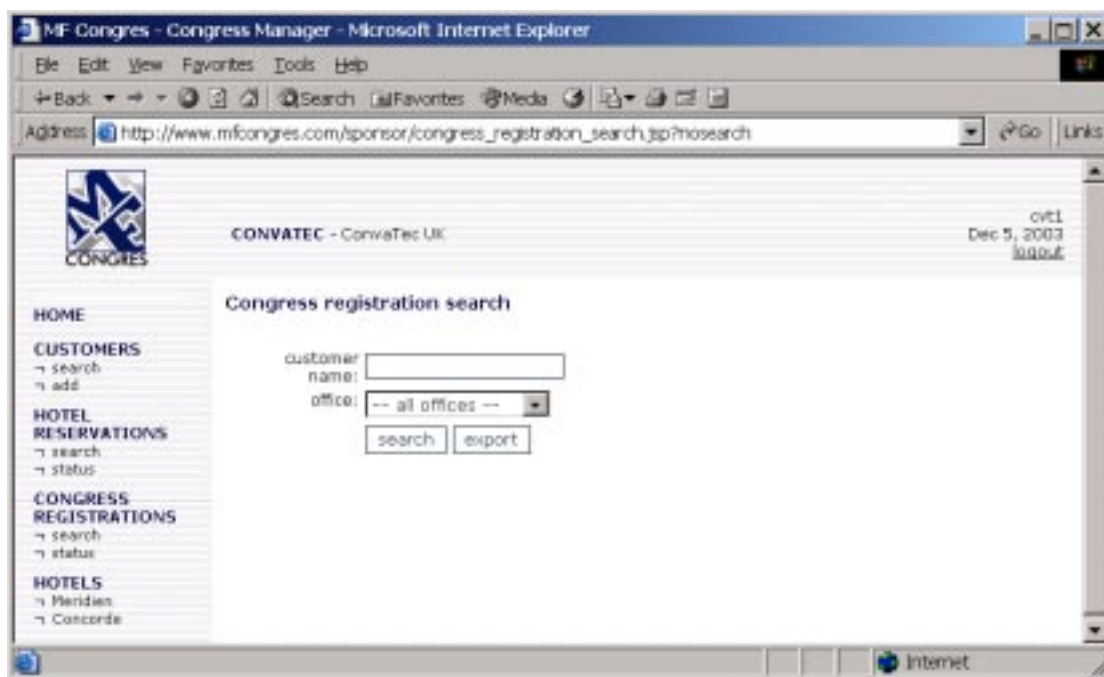 MF Congres - Congress Manager - Microsoft Internet Explorer
File Edit View Favorites Tools Help
Back Search Favorites Media
Address http://www.mfcongres.com/sponsor/congress_registration_search.jsp?nosearch Go Links
MF
CONGRES
CONVATEC - ConvaTec UK
cvt1
Dec 5, 2003
logout
HOME
CUSTOMERS
search
add
HOTEL
RESERVATIONS
search
status
CONGRESS
REGISTRATIONS
search
status
HOTELS
Meridien
Concorde
Congress registration search
customer
name:
office: -- all offices --
search export
Internet